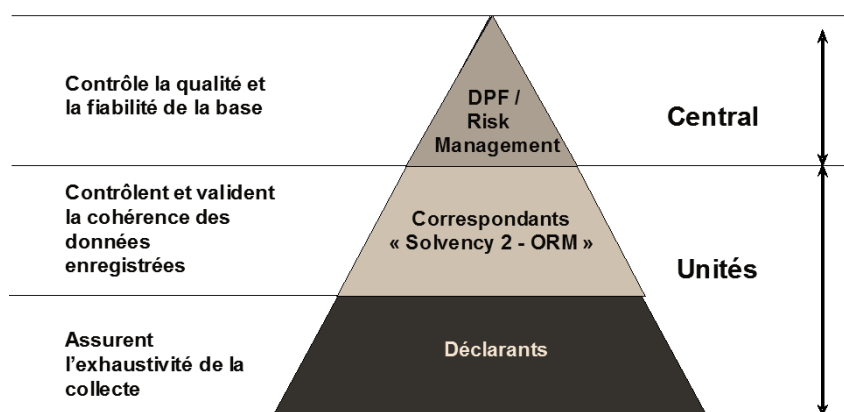 Contrôle la qualité et
la fiabilité de la base
DPF /
Risk
Management
Central
Contrôlent et valident
la cohérence des
données
enregistrées
Correspondants
« Solvency 2 - ORM »
Unités
Assurent
l’exhaustivité de la
collecte
Déclarants